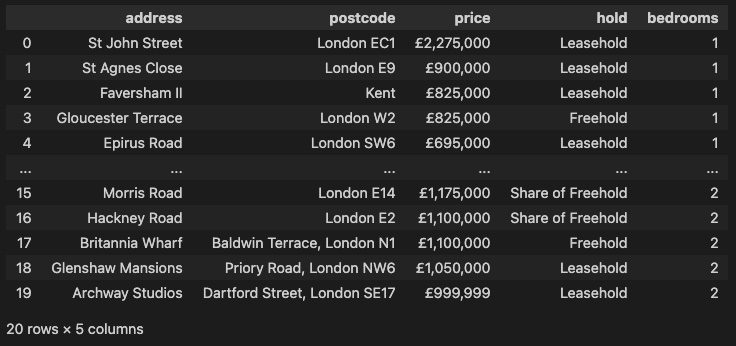 address postcode price hold bedrooms
0 St John Street London EC1 £2,275,000 Leasehold 1
1 St Agnes Close London E9 £900,000 Leasehold 1
2 Faversham II Kent £825,000 Leasehold 1
3 Gloucester Terrace London W2 £825,000 Freehold 1
4 Epirus Road London SW6 £695,000 Leasehold 1
... ... ... ... ... ...
15 Morris Road London E14 £1,175,000 Share of Freehold 2
16 Hackney Road London E2 £1,100,000 Share of Freehold 2
17 Britannia Wharf Baldwin Terrace, London N1 £1,100,000 Freehold 2
18 Glenshaw Mansions Priory Road, London NW6 £1,050,000 Leasehold 2
19 Archway Studios Dartford Street, London SE17 £999,999 Leasehold 2
20 rows × 5 columns